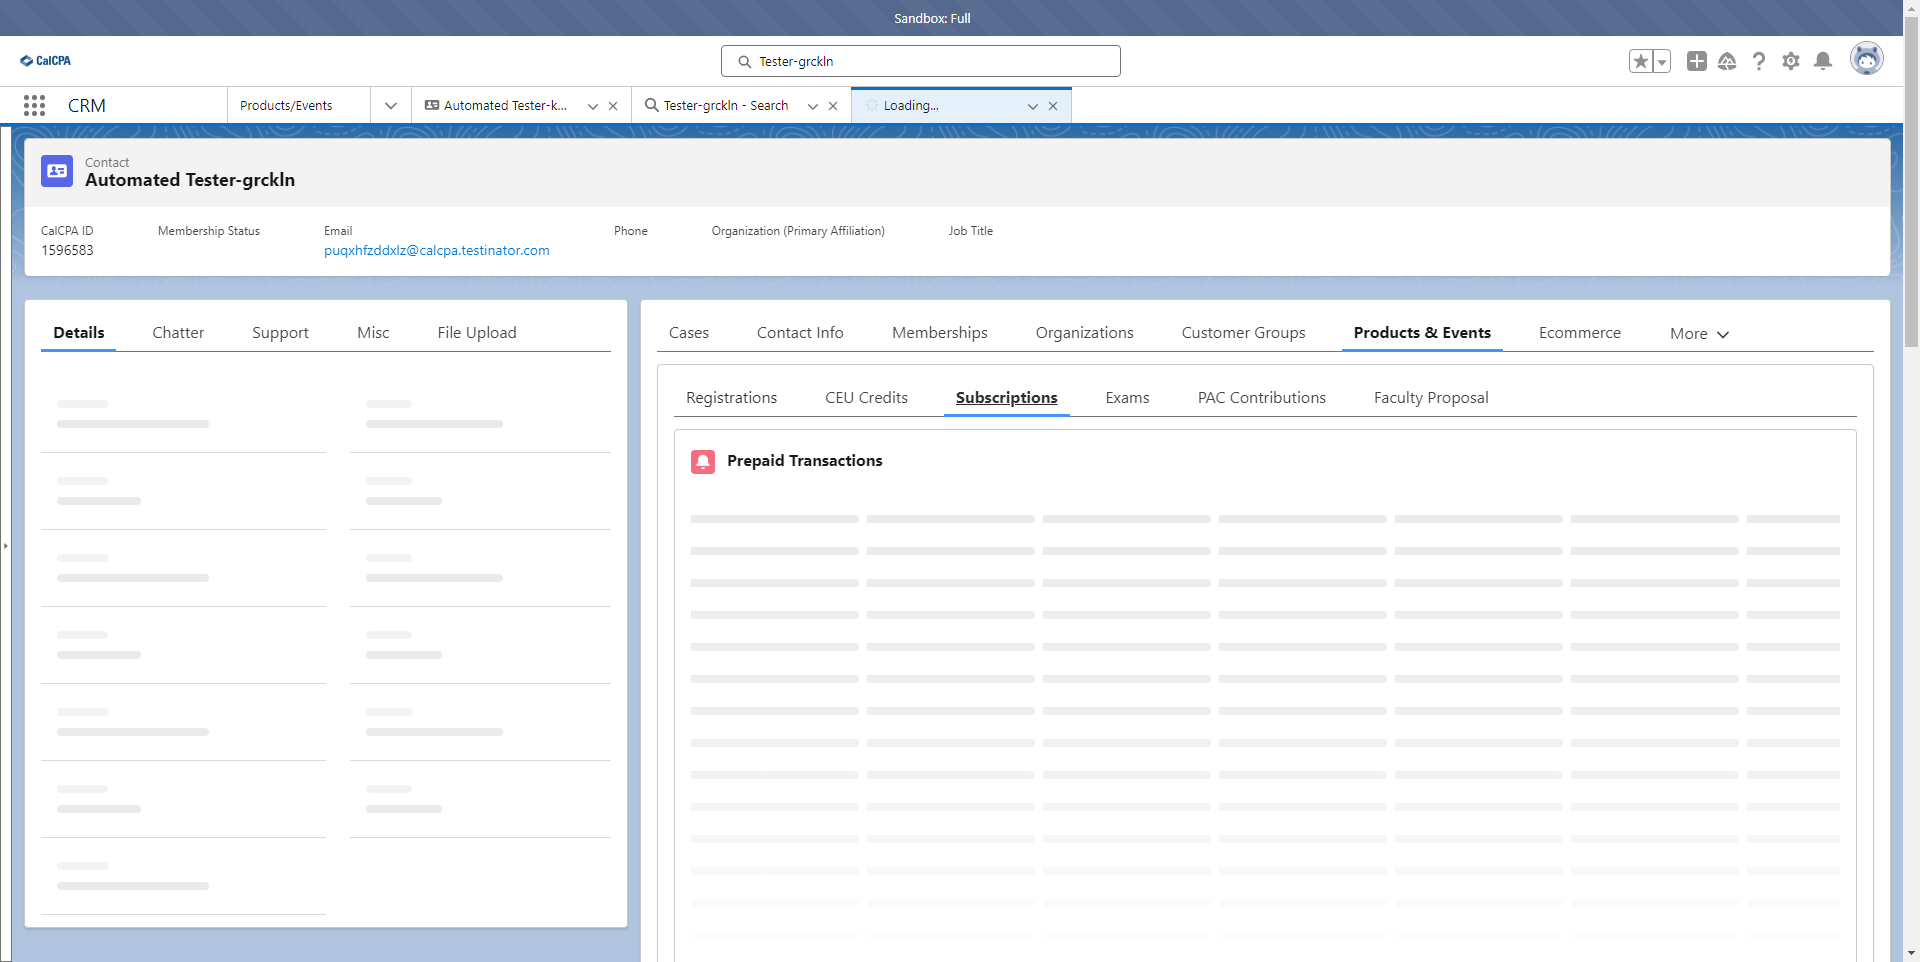 Sandbox: Full
CalCPA
Tester-grckln
CRM
Products/Events
Automated Tester-k...
Tester-grckln - Search
Loading...
Contact
Automated Tester-grckln
CalCPA ID
1596583
Membership Status
Email
puqxhfzddxlz@calcpa.testinator.com
Phone
Organization (Primary Affiliation)
Job Title
Details
Chatter
Support
Misc
File Upload
Cases
Contact Info
Memberships
Organizations
Customer Groups
Products & Events
Ecommerce
More
Registrations
CEU Credits
Subscriptions
Exams
PAC Contributions
Faculty Proposal
Prepaid Transactions